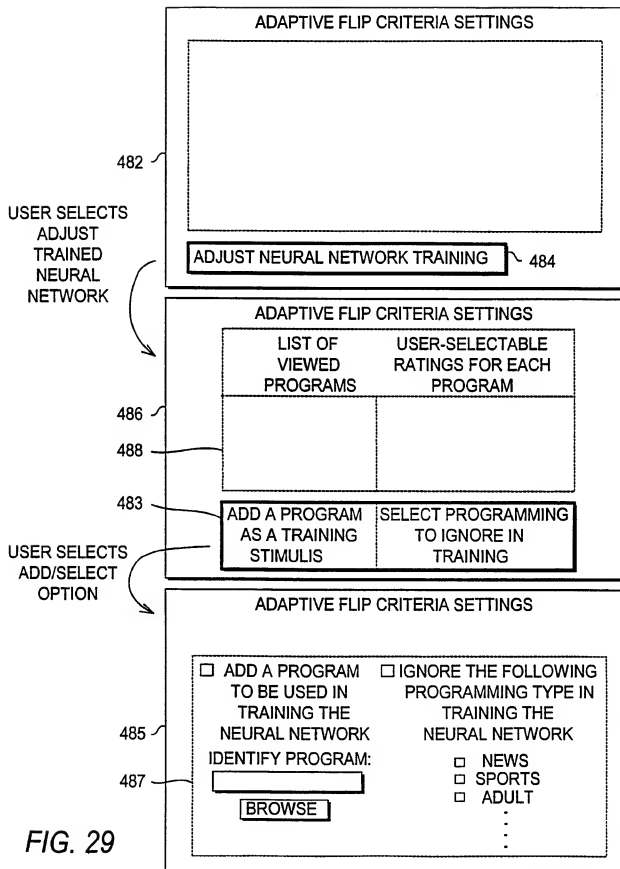 ADAPTIVE FLIP CRITERIA SETTINGS
482
USER SELECTS
ADJUST
TRAINED
NEURAL
NETWORK
ADJUST NEURAL NETWORK TRAINING
484
ADAPTIVE FLIP CRITERIA SETTINGS
LIST OF
VIEWED
PROGRAMS
USER-SELECTABLE
RATINGS FOR EACH
PROGRAM
486
488
483
ADD A PROGRAM
AS A TRAINING
STIMULIS
SELECT PROGRAMMING
TO IGNORE IN
TRAINING
USER SELECTS
ADD/SELECT
OPTION
ADAPTIVE FLIP CRITERIA SETTINGS
ADD A PROGRAM
TO BE USED IN
TRAINING THE
NEURAL NETWORK
IDENTIFY PROGRAM:
BROWSE
IGNORE THE FOLLOWING
PROGRAMMING TYPE IN
TRAINING THE
NEURAL NETWORK
NEWS
SPORTS
ADULT
485
487
FIG. 29